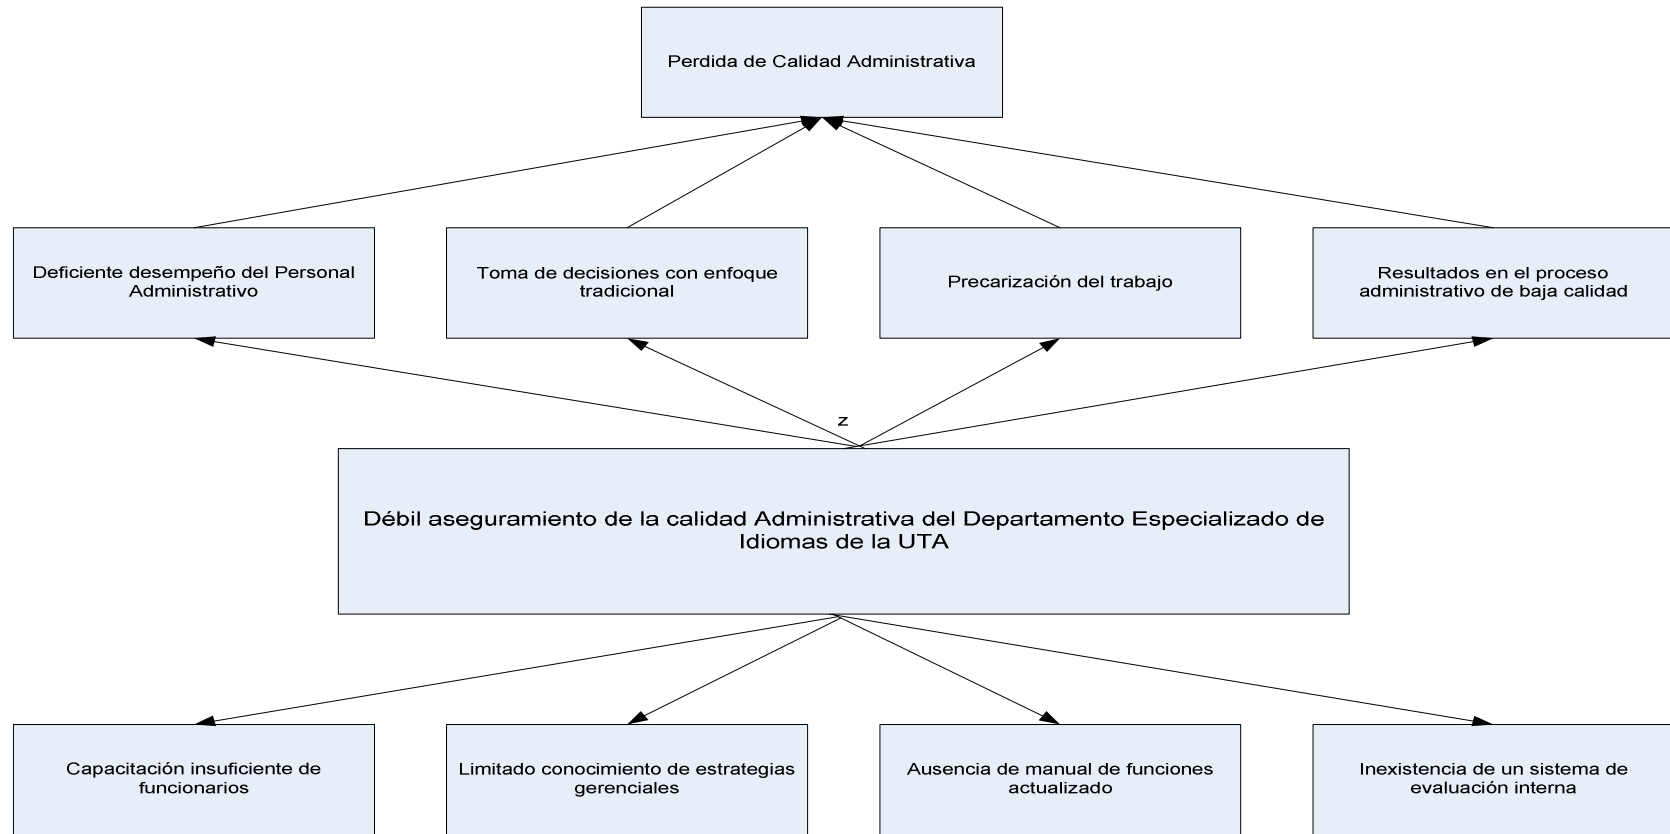 Perdida de Calidad Administrativa
Deficiente desempeño del Personal
Administrativo
Toma de decisiones con enfoque
tradicional
Precarización del trabajo
Resultados en el proceso
administrativo de baja calidad
z
Débil aseguramiento de la calidad Administrativa del Departamento Especializado de
Idiomas de la UTA
Capacitación insuficiente de
funcionarios
Limitado conocimiento de estrategias
gerenciales
Ausencia de manual de funciones
actualizado
Inexistencia de un sistema de
evaluación interna